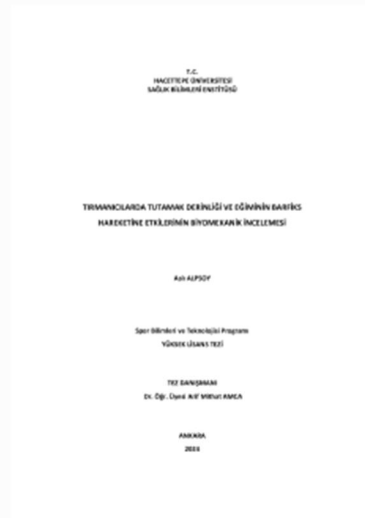 T.C.
HACETTEPE ÜNİVERSİTESİ
SAĞLIK BİLİMLERİ ENSTİTÜSÜ
TIRMANICILARDA TUTAMAK DERİNLİĞİ VE EĞİMİNİN BARFİKS
HAREKETİNE ETKİLERİNİN BİYOMEKANİK İNCELEMESİ
Aslı ALPSOY
Spor Bilimleri ve Teknolojisi Programı
YÜKSEK LİSANS TEZİ
TEZ DANIŞMANI
Dr. Öğr. Üyesi Arif Mithat AMCA
ANKARA